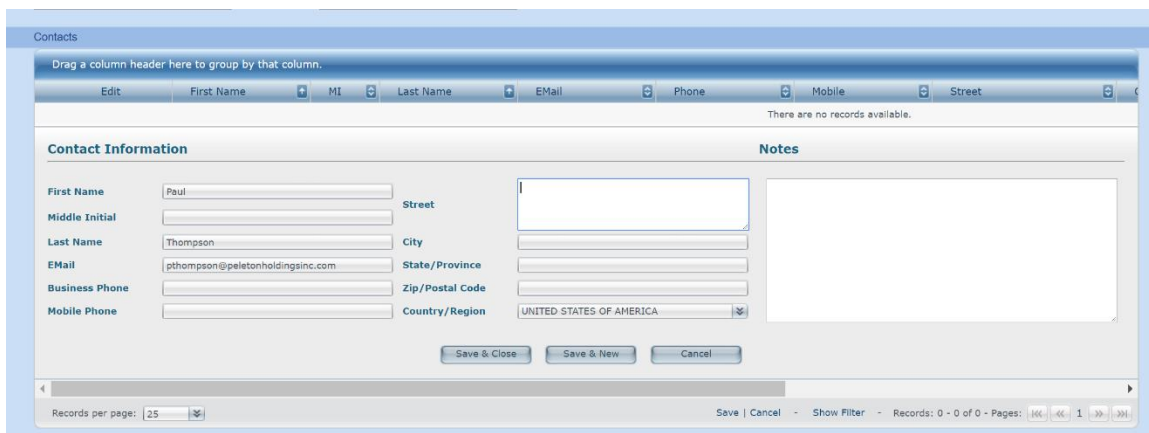 Contacts
Drag a column header here to group by that column.
Edit First Name MI Last Name EMail Phone Mobile Street
There are no records available.
Contact Information Notes
First Name Paul Street
Middle Initial
Last Name Thompson City
EMail pthompson@peletonholdingsinc.com State/Province
Business Phone Zip/Postal Code
Mobile Phone Country/Region UNITED STATES OF AMERICA
Save & Close Save & New Cancel
Records per page: 25 Save | Cancel - Show Filter - Records: 0 - 0 of 0 - Pages: 1